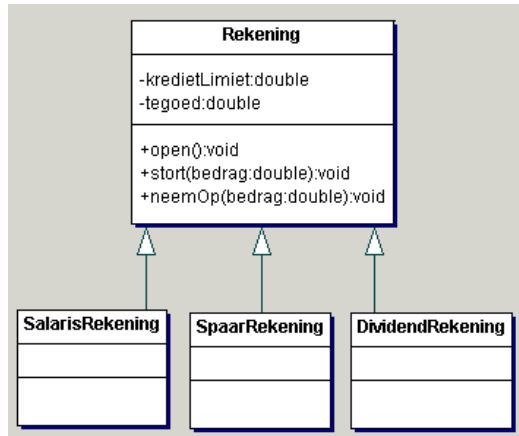 Rekening
-kredietLimiet:double
-tegoed:double
+open():void
+stort(bedrag:double):void
+neemOp(bedrag:double):void
SalarisRekening
SpaarRekening
DividendRekening